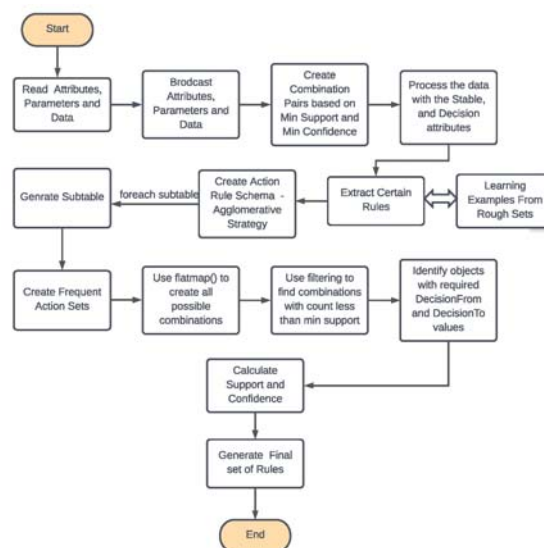 Start
Read Attributes,
Parameters and
Data
Brodcast
Attributes,
Parameters and
Data
Create
Combination
Pairs based on
Min Support and
Min Confidence
Process the data
with the Stable,
and Decision
attributes
Learning
Examples From
Rough Sets
Extract Certain
Rules
Create Action
Rule Schema -
Agglomerative
Strategy
foreach subtable
Genrate Subtable
Create Frequent
Action Sets
Use flatmap() to
create all
possible
combinations
Use filtering to
find combinations
with count less
than min support
Identify objects
with required
DecisionFrom
and DecisionTo
values
Calculate
Support and
Confidence
Generate Final
set of Rules
End